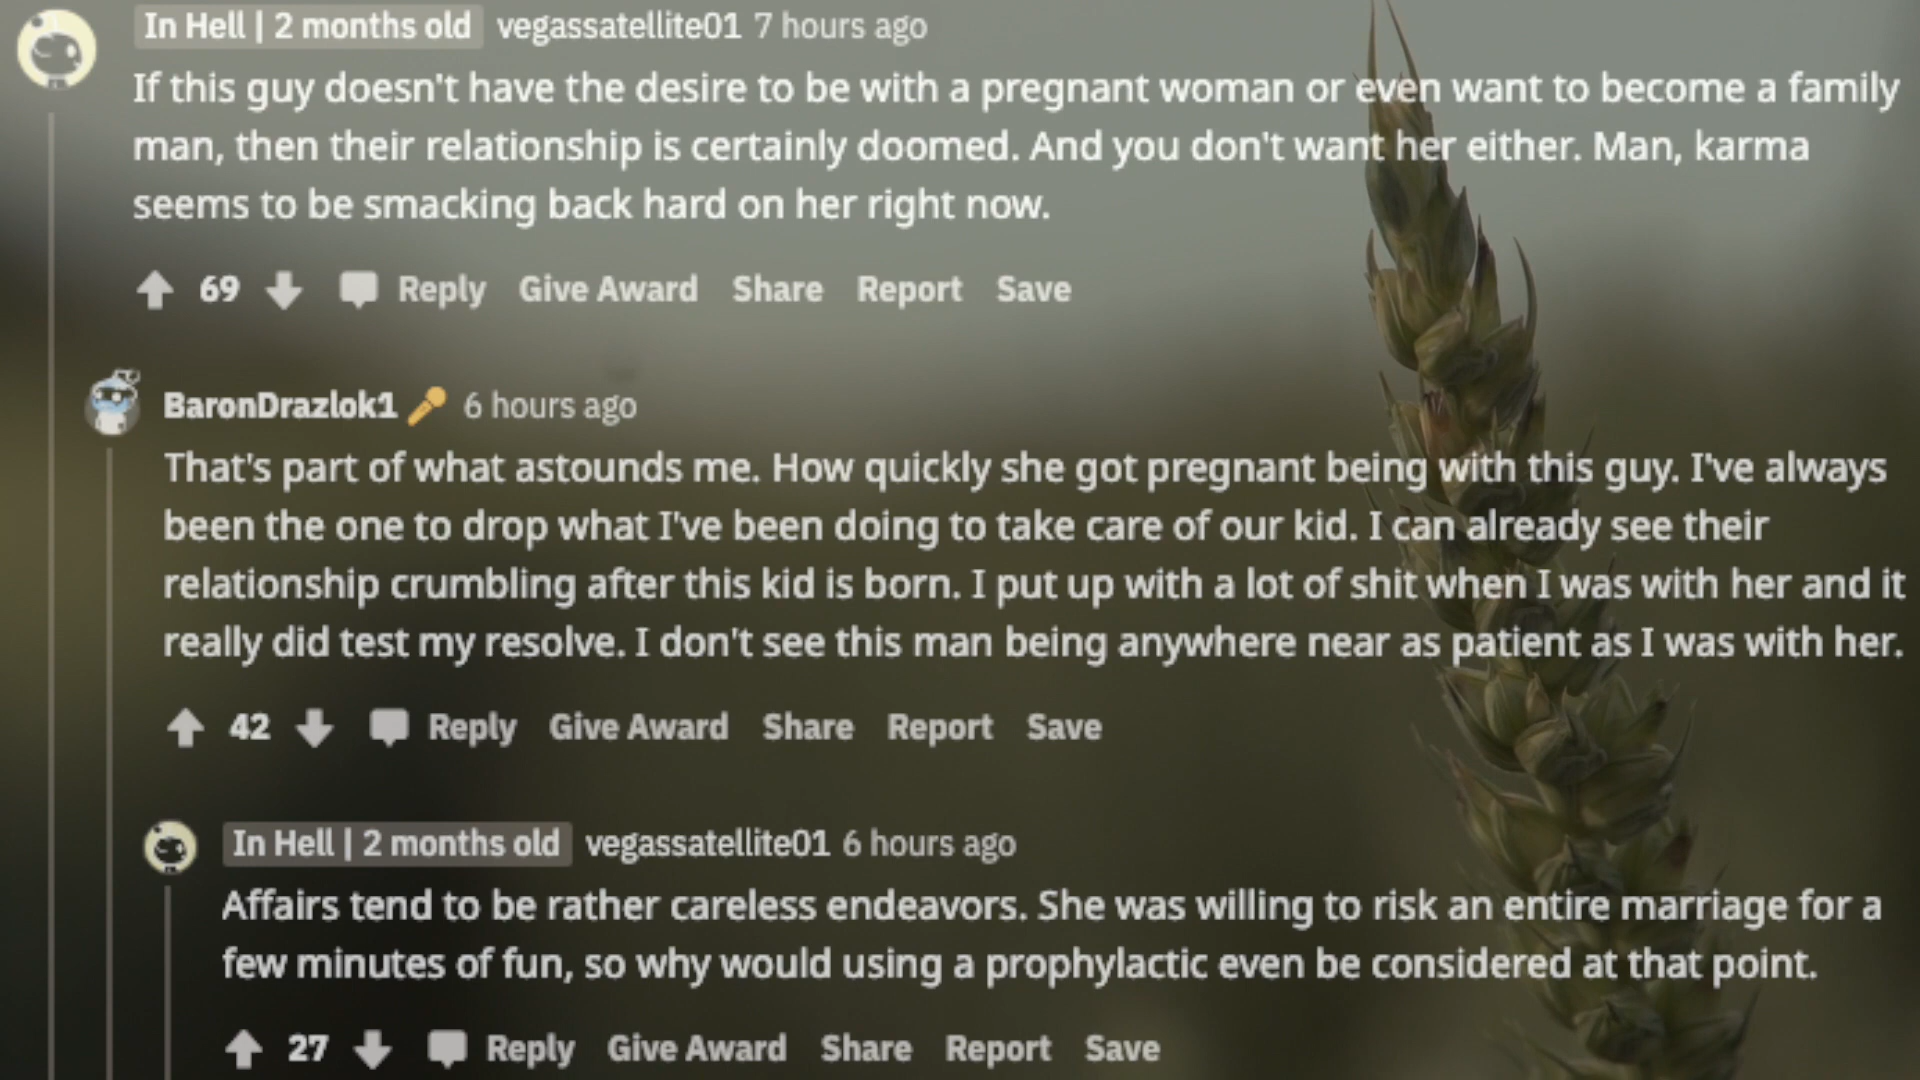 In Hell | 2 months old vegassatellite01 7 hours ago
If this guy doesn't have the desire to be with a pregnant woman or even want to become a family
man, then their relationship is certainly doomed. And you don't want her either. Man, karma
seems to be smacking back hard on her right now.
69 Reply Give Award Share Report Save
BaronDrazlok1 6 hours ago
That's part of what astounds me. How quickly she got pregnant being with this guy. I've always
been the one to drop what I've been doing to take care of our kid. I can already see their
relationship crumbling after this kid is born. I put up with a lot of shit when I was with her and it
really did test my resolve. I don't see this man being anywhere near as patient as I was with her.
42 Reply Give Award Share Report Save
In Hell | 2 months old vegassatellite01 6 hours ago
Affairs tend to be rather careless endeavors. She was willing to risk an entire marriage for a
few minutes of fun, so why would using a prophylactic even be considered at that point.
27 Reply Give Award Share Report Save